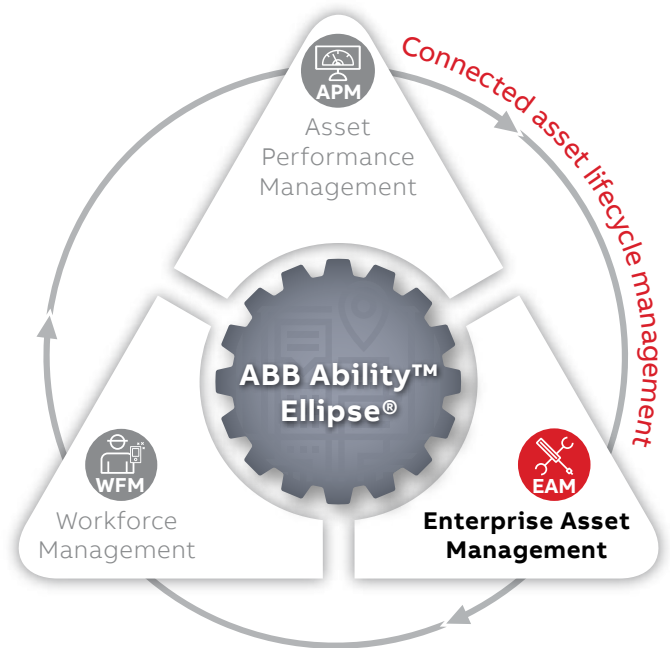 Connected asset lifecycle management
APM
Asset
Performance
Management
ABB Ability™
Ellipse®
WFM
Workforce
Management
EAM
Enterprise Asset
Management